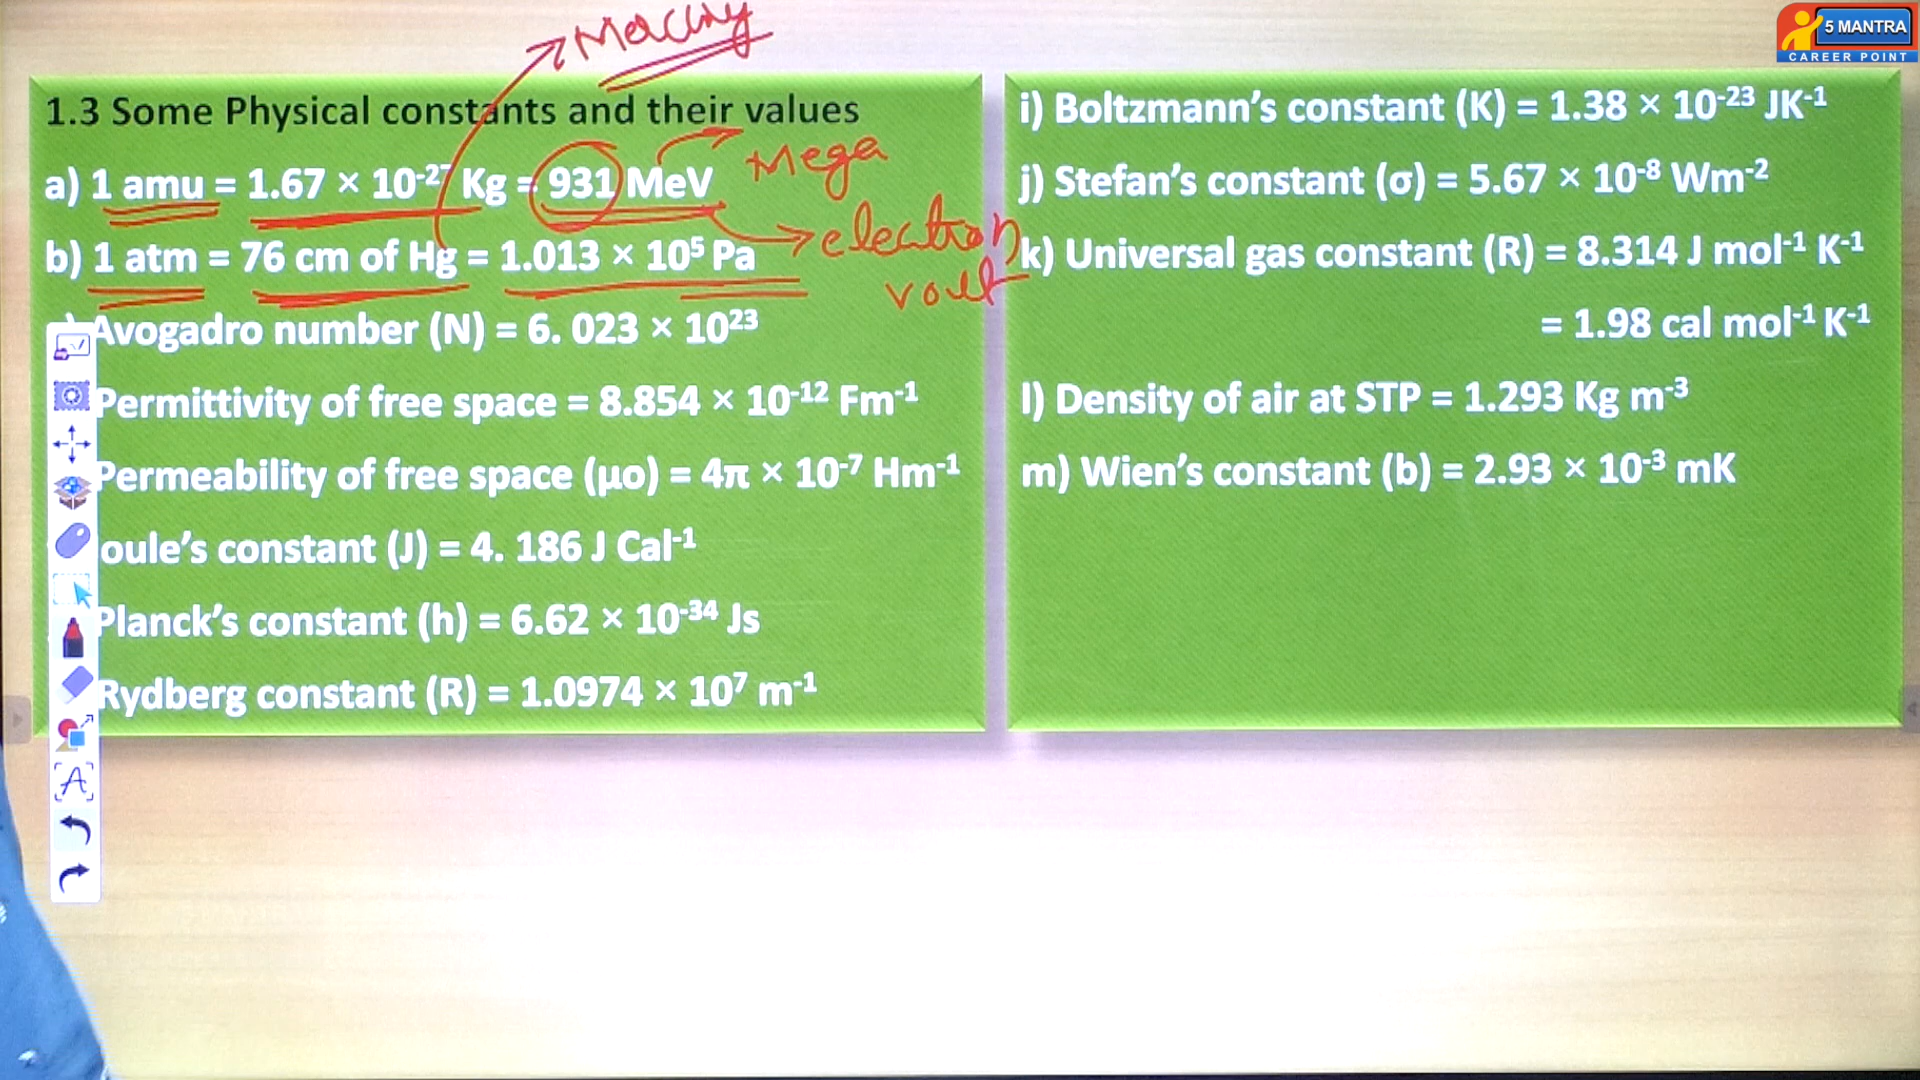 5 MANTRA
CAREER POINT
Mercury
1.3 Some Physical constants and their values
a) 1 amu = 1.67 × 10⁻²⁷ Kg = 931 MeV
Mega
electron
volt
b) 1 atm = 76 cm of Hg = 1.013 × 10⁵ Pa
Avogadro number (N) = 6. 023 × 10²³
Permittivity of free space = 8.854 × 10⁻¹² Fm⁻¹
Permeability of free space (μo) = 4π × 10⁻⁷ Hm⁻¹
oule’s constant (J) = 4. 186 J Cal⁻¹
Planck’s constant (h) = 6.62 × 10⁻³⁴ Js
Rydberg constant (R) = 1.0974 × 10⁷ m⁻¹
i) Boltzmann’s constant (K) = 1.38 × 10⁻²³ JK⁻¹
j) Stefan’s constant (σ) = 5.67 × 10⁻⁸ Wm⁻²
k) Universal gas constant (R) = 8.314 J mol⁻¹ K⁻¹
= 1.98 cal mol⁻¹ K⁻¹
l) Density of air at STP = 1.293 Kg m⁻³
m) Wien’s constant (b) = 2.93 × 10⁻³ mK